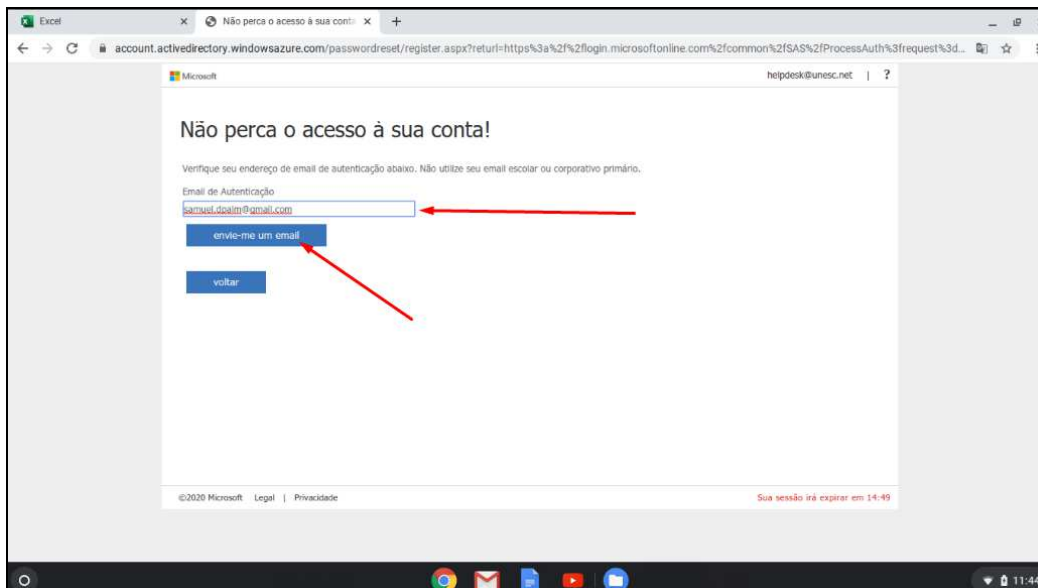 Excel
Não perca o acesso à sua conta
account.activedirectory.windowsazure.com/passwordreset/register.aspx?returl=https%3a%2f%2flogin.microsoftonline.com%2fcommon%2fSAS%2fProcessAuth%3frequest%3d...
Microsoft
helpdesk@unesc.net | ?
Não perca o acesso à sua conta!
Verifique seu endereço de email de autenticação abaixo. Não utilize seu email escolar ou corporativo primário.
Email de Autenticação
samuel.dpaim@gmail.com
envie-me um email
voltar
©2020 Microsoft Legal | Privacidade
Sua sessão irá expirar em 14:49
11:44